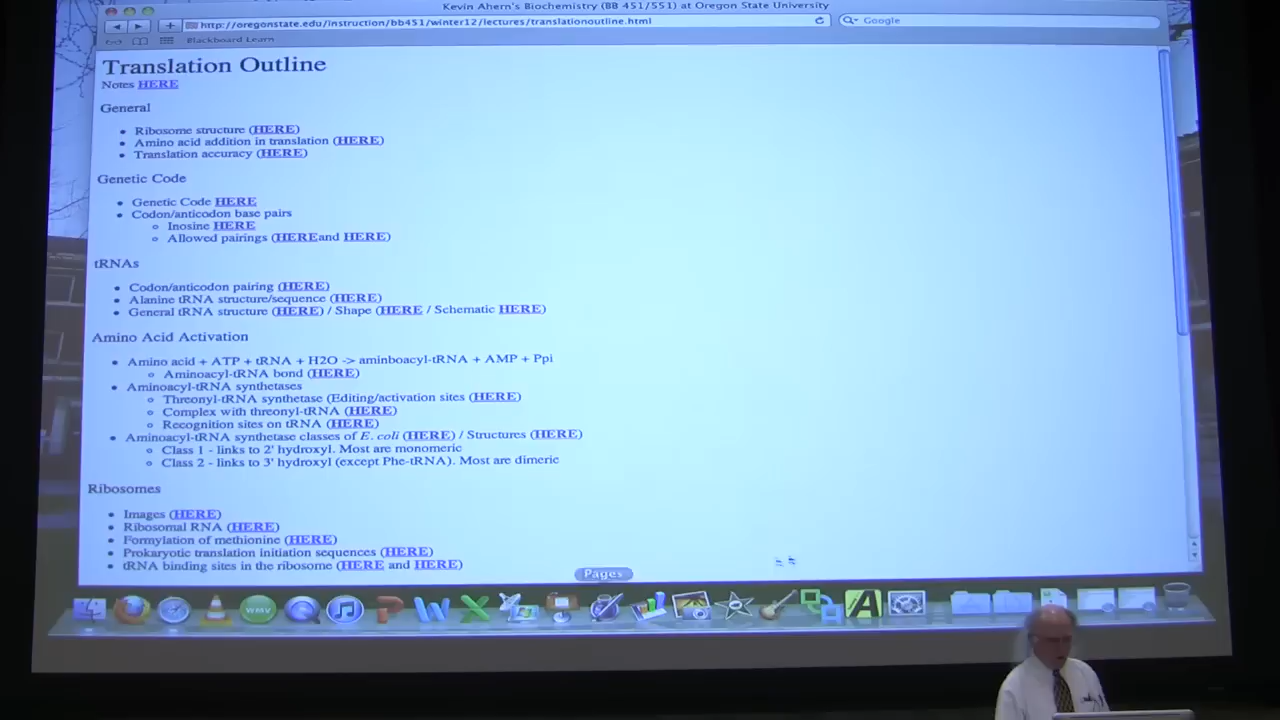 Kevin Ahern's Biochemistry (BB 451/551) at Oregon State University
http://oregonstate.edu/instruction/bb451/winter12/lectures/translationoutline.html
Google
Blackboard Learn
Translation Outline
Notes HERE
General
Ribosome structure (HERE)
Amino acid addition in translation (HERE)
Translation accuracy (HERE)
Genetic Code
Genetic Code HERE
Codon/anticodon base pairs
Inosine HERE
Allowed pairings (HEREand HERE)
tRNAs
Codon/anticodon pairing (HERE)
Alanine tRNA structure/sequence (HERE)
General tRNA structure (HERE) / Shape (HERE / Schematic HERE)
Amino Acid Activation
Amino acid + ATP + tRNA + H2O -> aminboacyl-tRNA + AMP + Ppi
Aminoacyl-tRNA bond (HERE)
Aminoacyl-tRNA synthetases
Threonyl-tRNA synthetase (Editing/activation sites (HERE)
Complex with threonyl-tRNA (HERE)
Recognition sites on tRNA (HERE)
Aminoacyl-tRNA synthetase classes of E. coli (HERE) / Structures (HERE)
Class 1 - links to 2' hydroxyl. Most are monomeric
Class 2 - links to 3' hydroxyl (except Phe-tRNA). Most are dimeric
Ribosomes
Images (HERE)
Ribosomal RNA (HERE)
Formylation of methionine (HERE)
Prokaryotic translation initiation sequences (HERE)
tRNA binding sites in the ribosome (HERE and HERE)
Pages
WMV